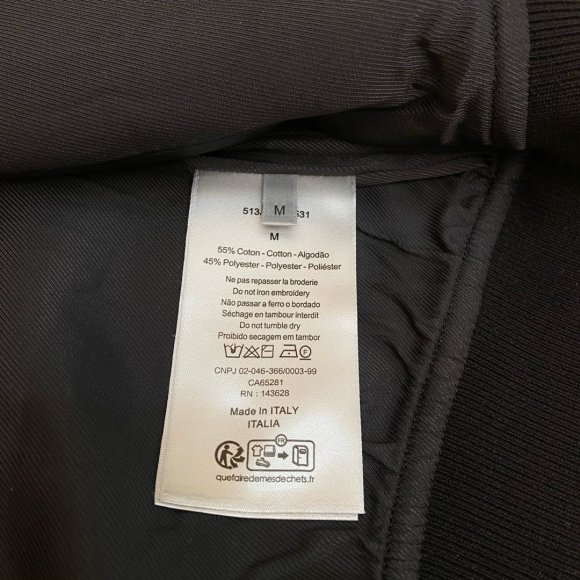 M
513 631
M
55% Coton - Cotton - Algodão
45% Polyester - Polyester - Poliéster
Ne pas repasser la broderie
Do not iron embroidery
Não passar a ferro o bordado
Séchage en tambour interdit
Do not tumble dry
Proibido secagem em tambor
CNPJ 02-046-366/0003-99
CA65281
RN : 143628
Made In ITALY
ITALIA
FR
quefairedemesdechets.fr